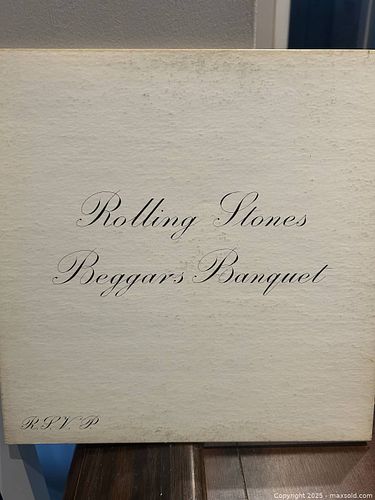 Rolling Stones
Beggars Banquet
R.S.V.P
Copyright 2025 - maxsold.com